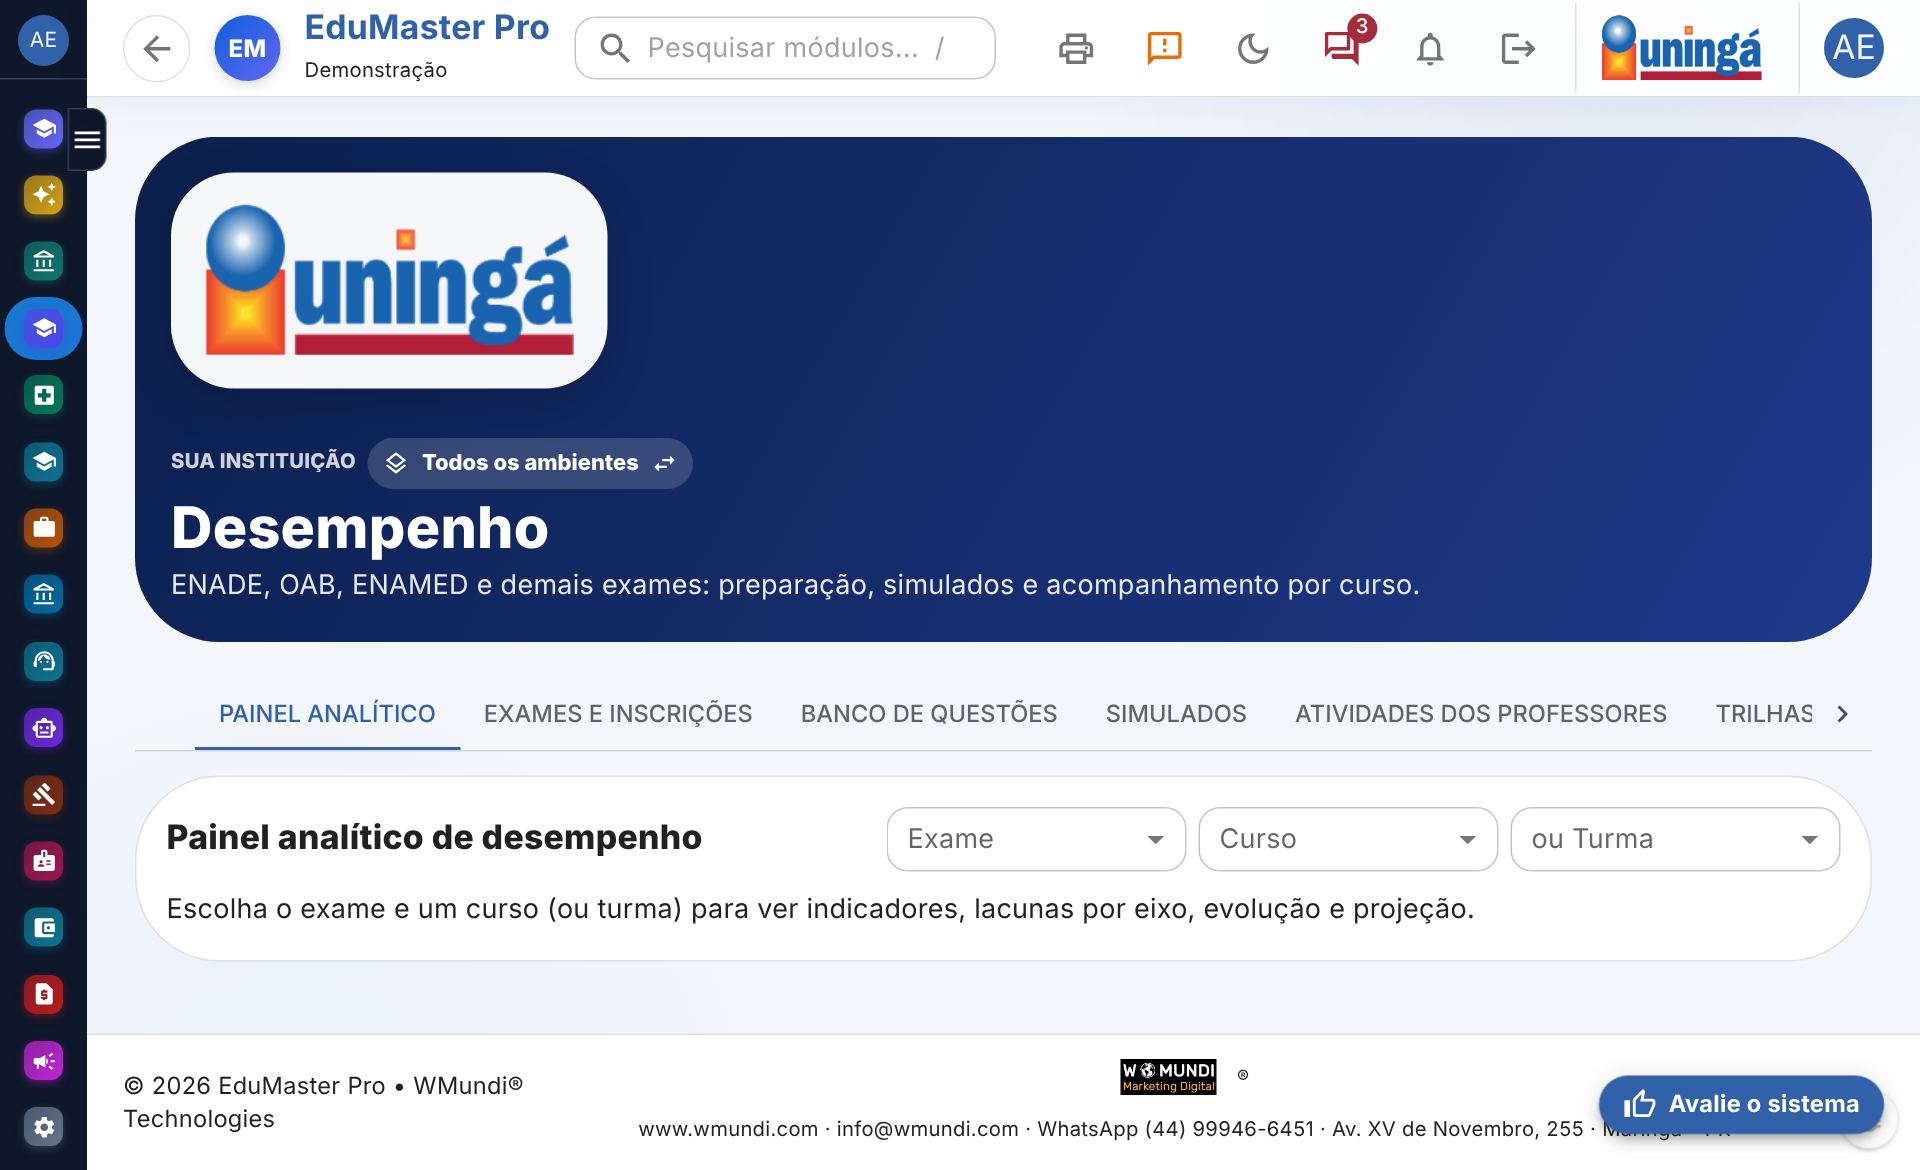 AE
EM
EduMaster Pro
Demonstração
Pesquisar módulos... /
3
uningá
AE
uningá
SUA INSTITUIÇÃO
Todos os ambientes
Desempenho
ENADE, OAB, ENAMED e demais exames: preparação, simulados e acompanhamento por curso.
PAINEL ANALÍTICO
EXAMES E INSCRIÇÕES
BANCO DE QUESTÕES
SIMULADOS
ATIVIDADES DOS PROFESSORES
TRILHAS
Painel analítico de desempenho
Exame
Curso
ou Turma
Escolha o exame e um curso (ou turma) para ver indicadores, lacunas por eixo, evolução e projeção.
© 2026 EduMaster Pro • WMundi®
Technologies
W MUNDI
Marketing Digital
®
www.wmundi.com · info@wmundi.com · WhatsApp (44) 99946-6451 · Av. XV de Novembro, 255 ·
Avalie o sistema